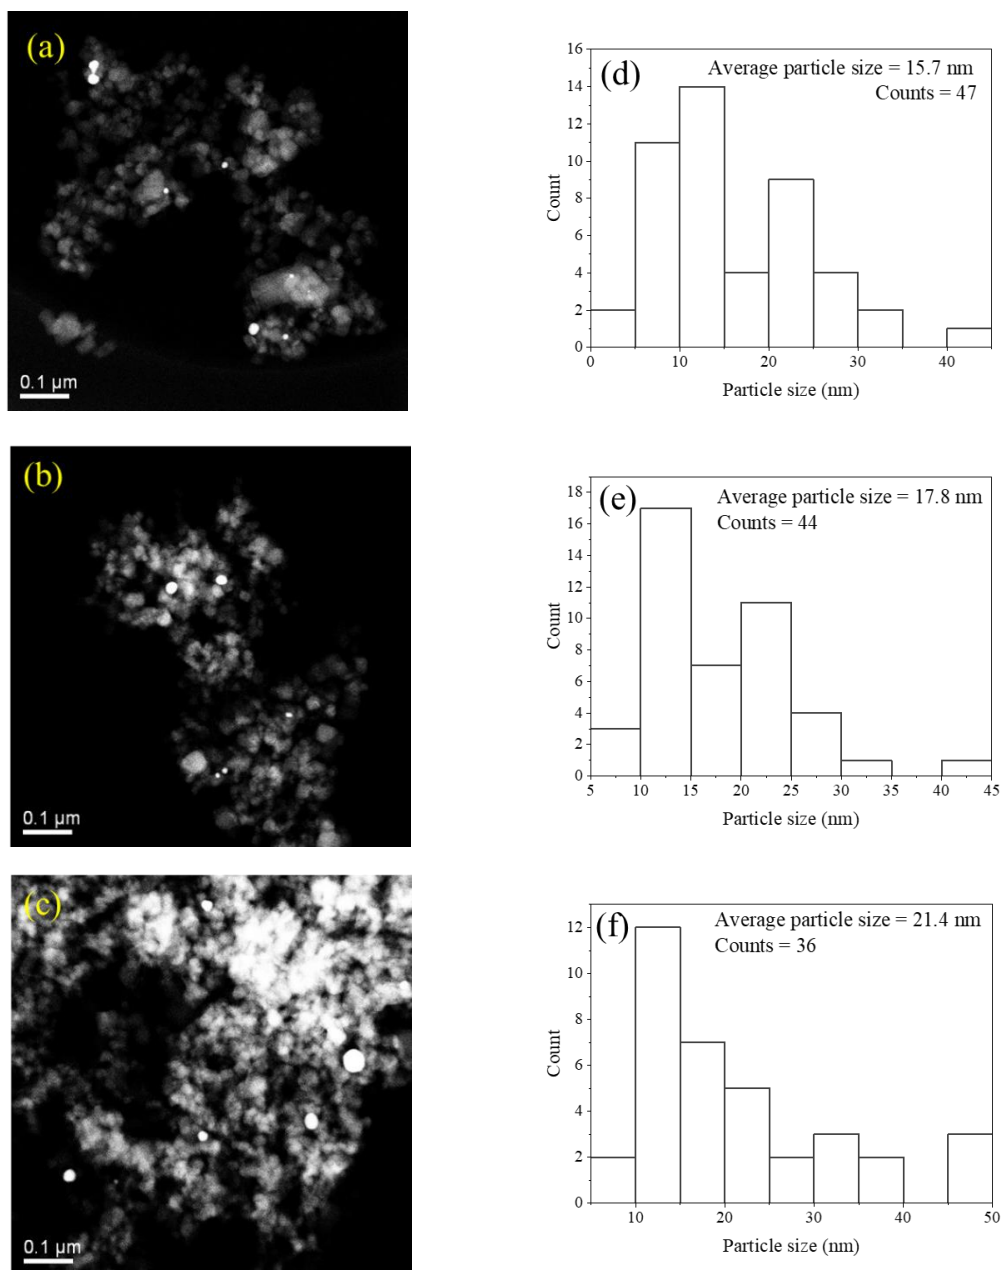 (a)
0.1 µm
(d)
Average particle size = 15.7 nm
Counts = 47
16
14
12
10
8
6
4
2
0
Count
0 10 20 30 40
Particle size (nm)
(b)
0.1 µm
(e)
Average particle size = 17.8 nm
Counts = 44
18
16
14
12
10
8
6
4
2
0
Count
5 10 15 20 25 30 35 40 45
Particle size (nm)
(c)
0.1 µm
(f)
Average particle size = 21.4 nm
Counts = 36
12
10
8
6
4
2
0
Count
10 20 30 40 50
Particle size (nm)